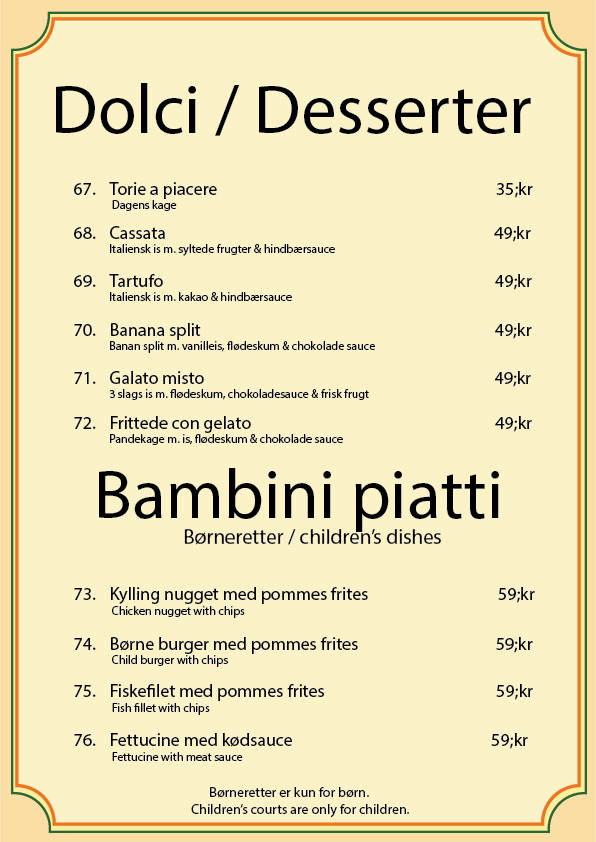 Dolci / Desserter
67. Torie a piacere 35;kr
Dagens kage
68. Cassata 49;kr
Italiensk is m. syltede frugter & hindbærsauce
69. Tartufo 49;kr
Italiensk is m. kakao & hindbærsauce
70. Banana split 49;kr
Banan split m. vanilleis, flødeskum & chokolade sauce
71. Galato misto 49;kr
3 slags is m. flødeskum, chokoladesauce & frisk frugt
72. Frittede con gelato 49;kr
Pandekage m. is, flødeskum & chokolade sauce
Bambini piatti
Børneretter / children's dishes
73. Kylling nugget med pommes frites 59;kr
Chicken nugget with chips
74. Børne burger med pommes frites 59;kr
Child burger with chips
75. Fiskefilet med pommes frites 59;kr
Fish fillet with chips
76. Fettucine med kødsauce 59;kr
Fettucine with meat sauce
Børneretter er kun for børn.
Children's courts are only for children.